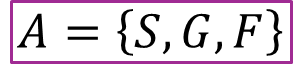 A = {S, G, F}